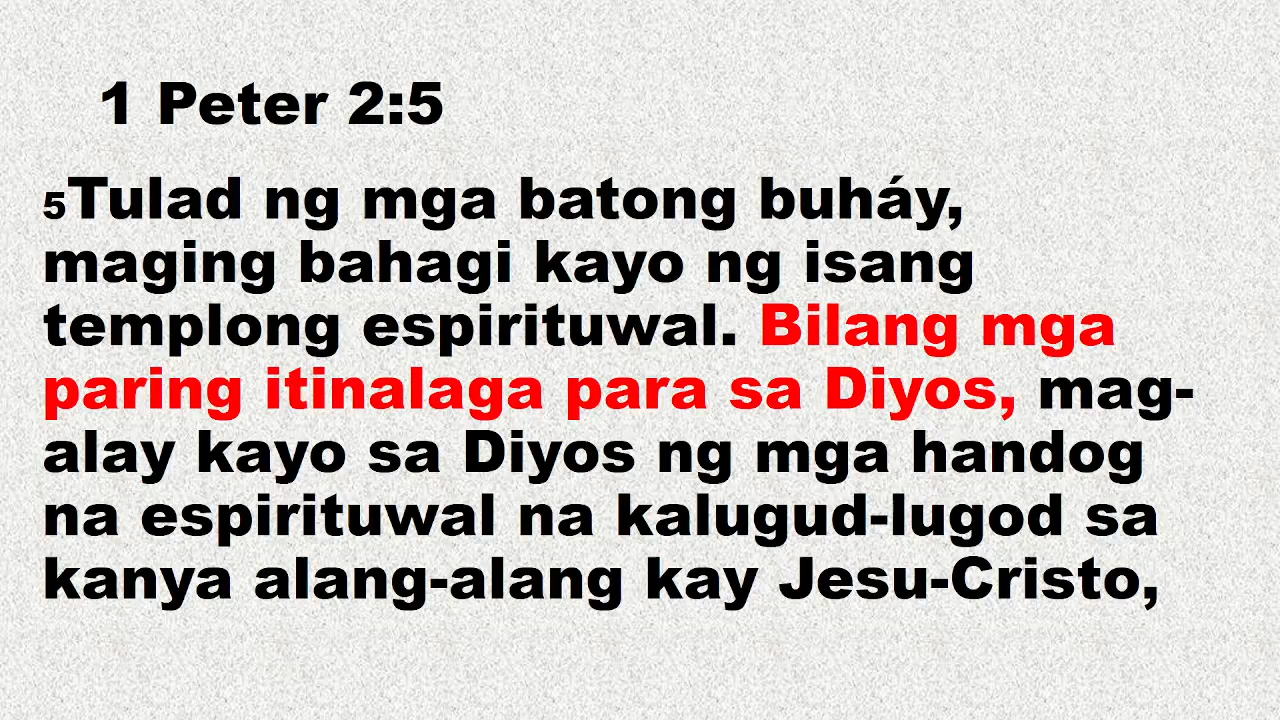 1 Peter 2:5
5Tulad ng mga batong buháy,
maging bahagi kayo ng isang
templong espirituwal. Bilang mga
paring itinalaga para sa Diyos, mag-
alay kayo sa Diyos ng mga handog
na espirituwal na kalugud-lugod sa
kanya alang-alang kay Jesu-Cristo,